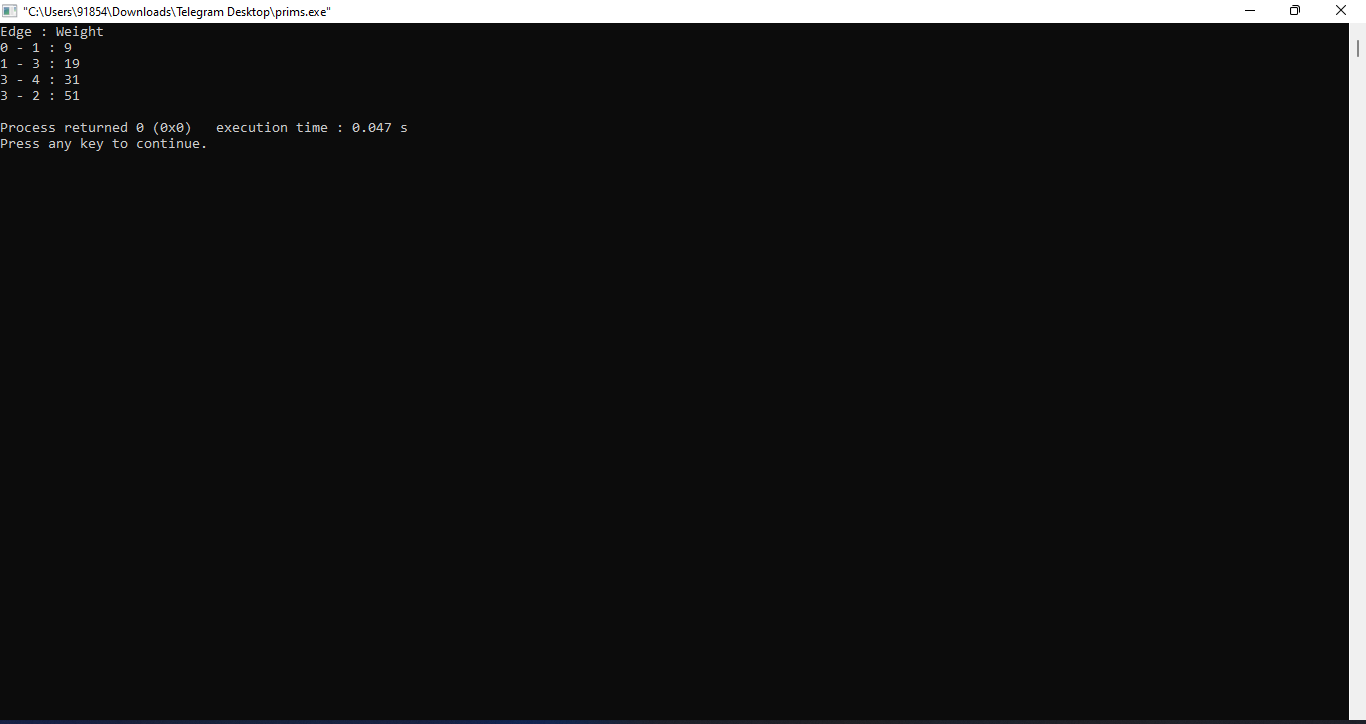 "C:\Users\91854\Downloads\Telegram Desktop\prims.exe"
Edge : Weight
0 - 1 : 9
1 - 3 : 19
3 - 4 : 31
3 - 2 : 51
Process returned 0 (0x0)   execution time : 0.047 s
Press any key to continue.